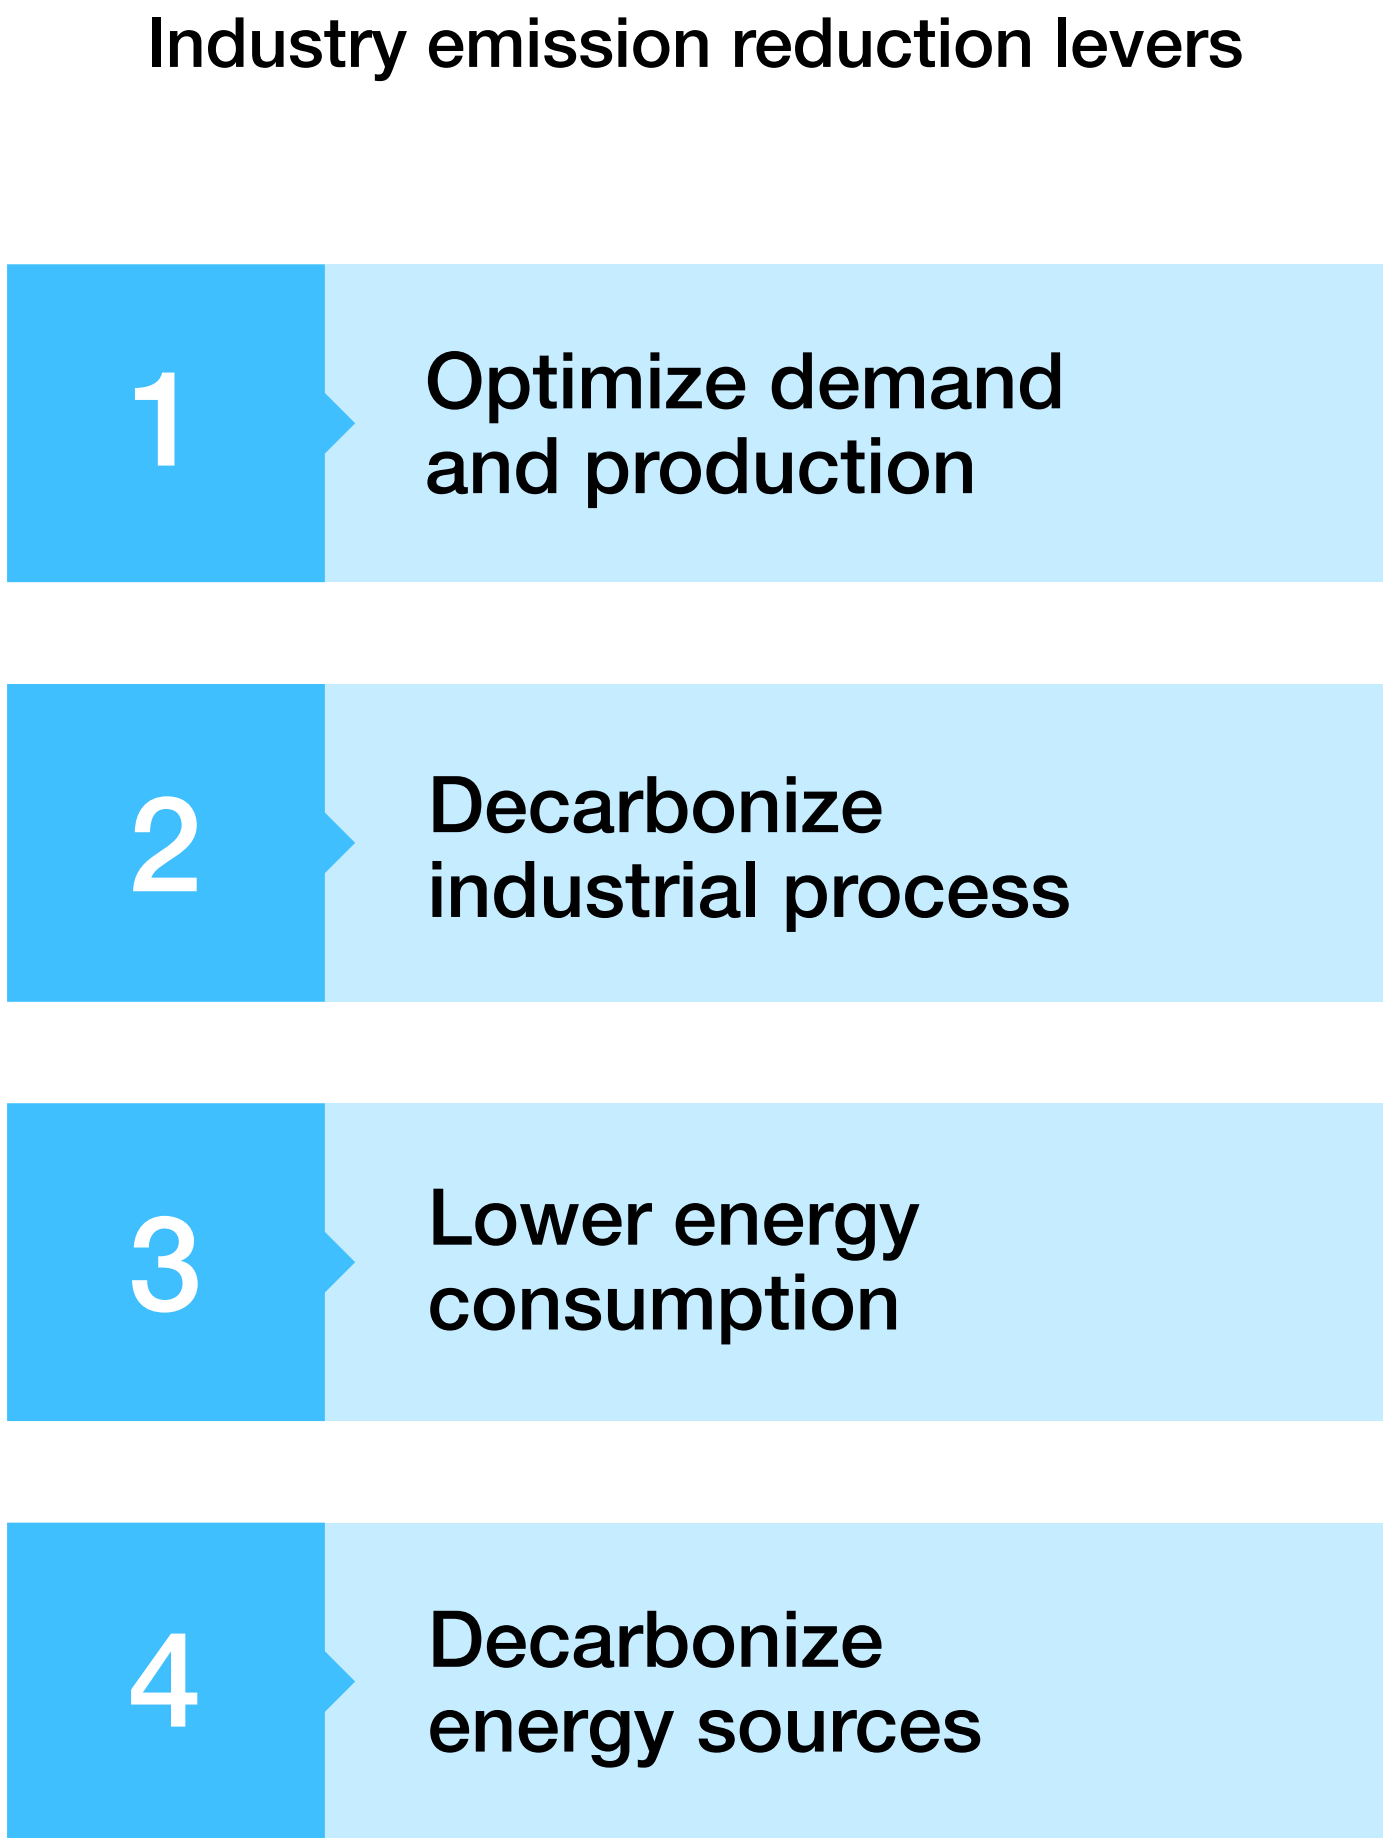 Industry emission reduction levers
1
Optimize demand
and production
2
Decarbonize
industrial process
3
Lower energy
consumption
4
Decarbonize
energy sources